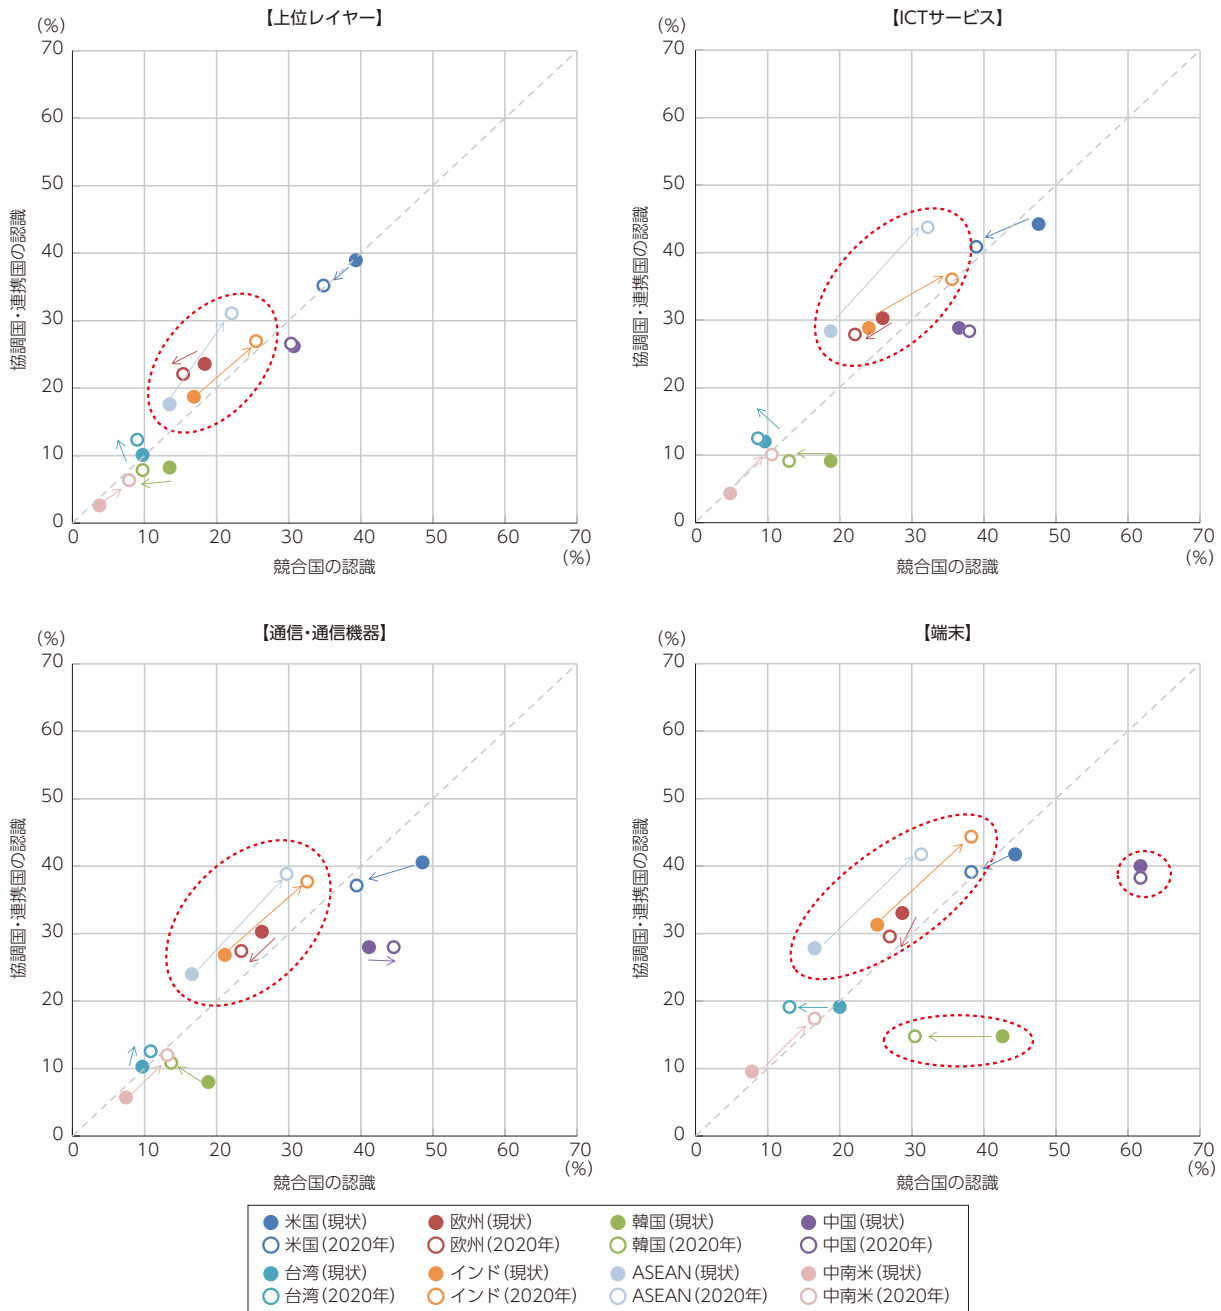 【上位レイヤー】
(%)
70
60
50
40
30
20
10
0
協調国・連携国の認識
0 10 20 30 40 50 60 70
(%)
競合国の認識
【ICTサービス】
(%)
70
60
50
40
30
20
10
0
協調国・連携国の認識
0 10 20 30 40 50 60 70
(%)
競合国の認識
【通信・通信機器】
(%)
70
60
50
40
30
20
10
0
協調国・連携国の認識
0 10 20 30 40 50 60 70
(%)
競合国の認識
【端末】
(%)
70
60
50
40
30
20
10
0
協調国・連携国の認識
0 10 20 30 40 50 60 70
(%)
競合国の認識
米国(現状) 欧州(現状) 韓国(現状) 中国(現状)
米国(2020年) 欧州(2020年) 韓国(2020年) 中国(2020年)
台湾(現状) インド(現状) ASEAN(現状) 中南米(現状)
台湾(2020年) インド(2020年) ASEAN(2020年) 中南米(2020年)